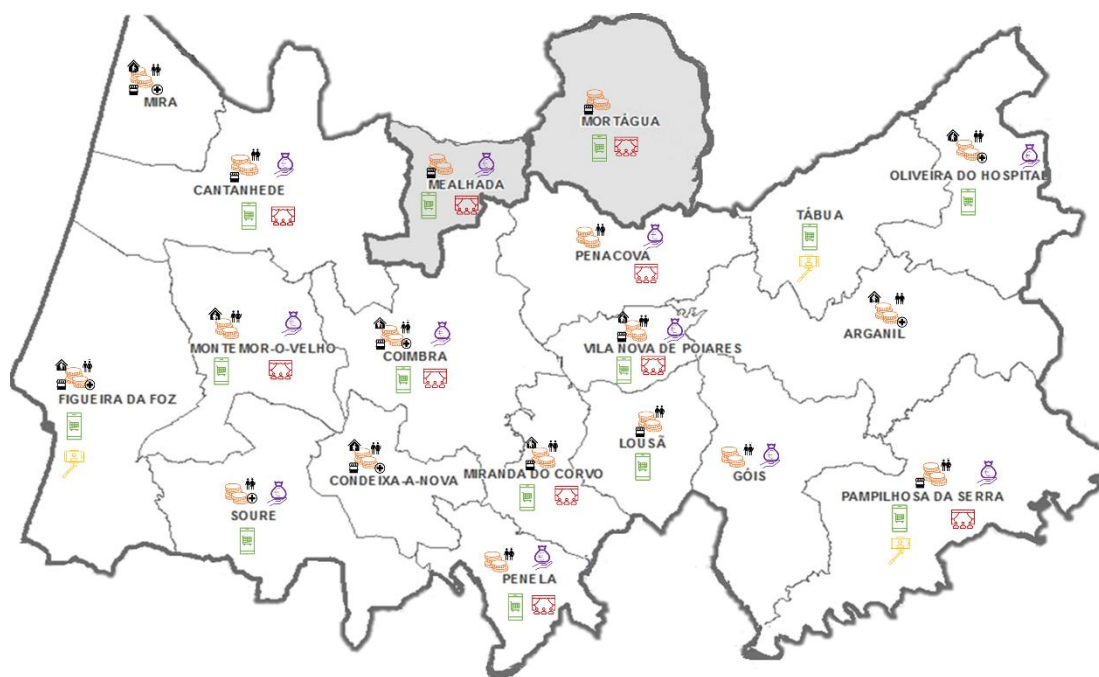 MIRA
MORTÁGUA
CANTANHEDE
MEALHADA
OLIVEIRA DO HOSPITAL
TÁBUA
PENACOVA
ARGANIL
MONTEMOR-O-VELHO
COIMBRA
VILA NOVA DE POIARES
FIGUEIRA DA FOZ
LOUSÃ
CONDEIXA-A-NOVA
MIRANDA DO CORVO
GÓIS
PAMPILHOSA DA SERRA
SOURE
PENELA